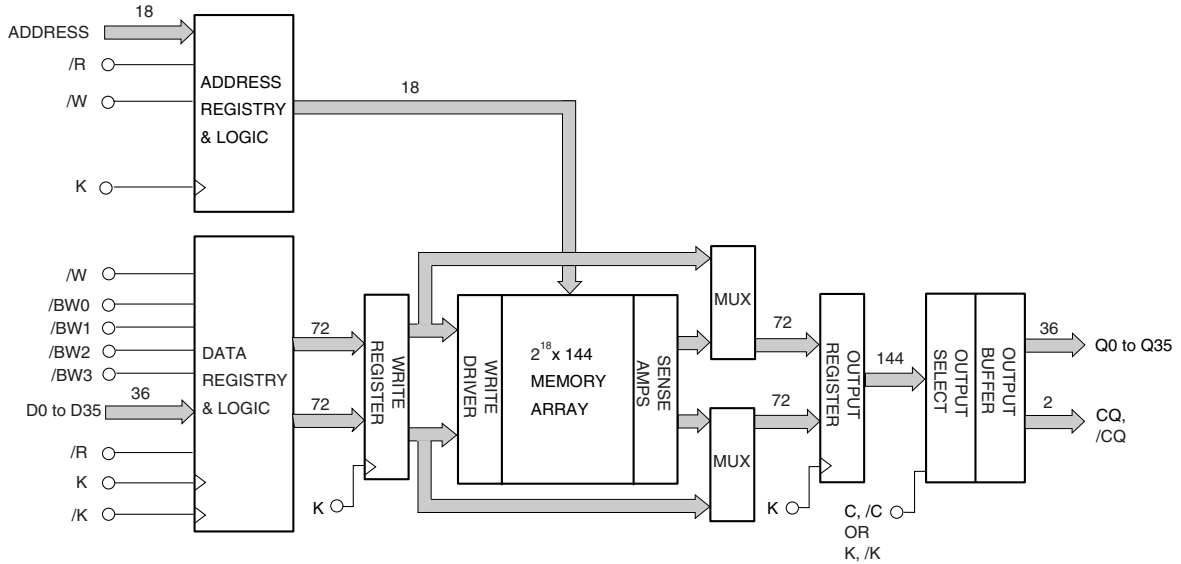 18
ADDRESS
/R
/W
K
ADDRESS
REGISTRY
& LOGIC
18
/W
/BW0
/BW1
/BW2
/BW3
36
D0 to D35
/R
K
/K
DATA
REGISTRY
& LOGIC
72
72
WRITE
REGISTER
K
WRITE
DRIVER
2¹⁸x 144
MEMORY
ARRAY
SENSE
AMPS
MUX
MUX
72
72
OUTPUT
REGISTER
K
144
OUTPUT
SELECT
OUTPUT
BUFFER
C, /C
OR
K, /K
36
Q0 to Q35
2
CQ,
/CQ